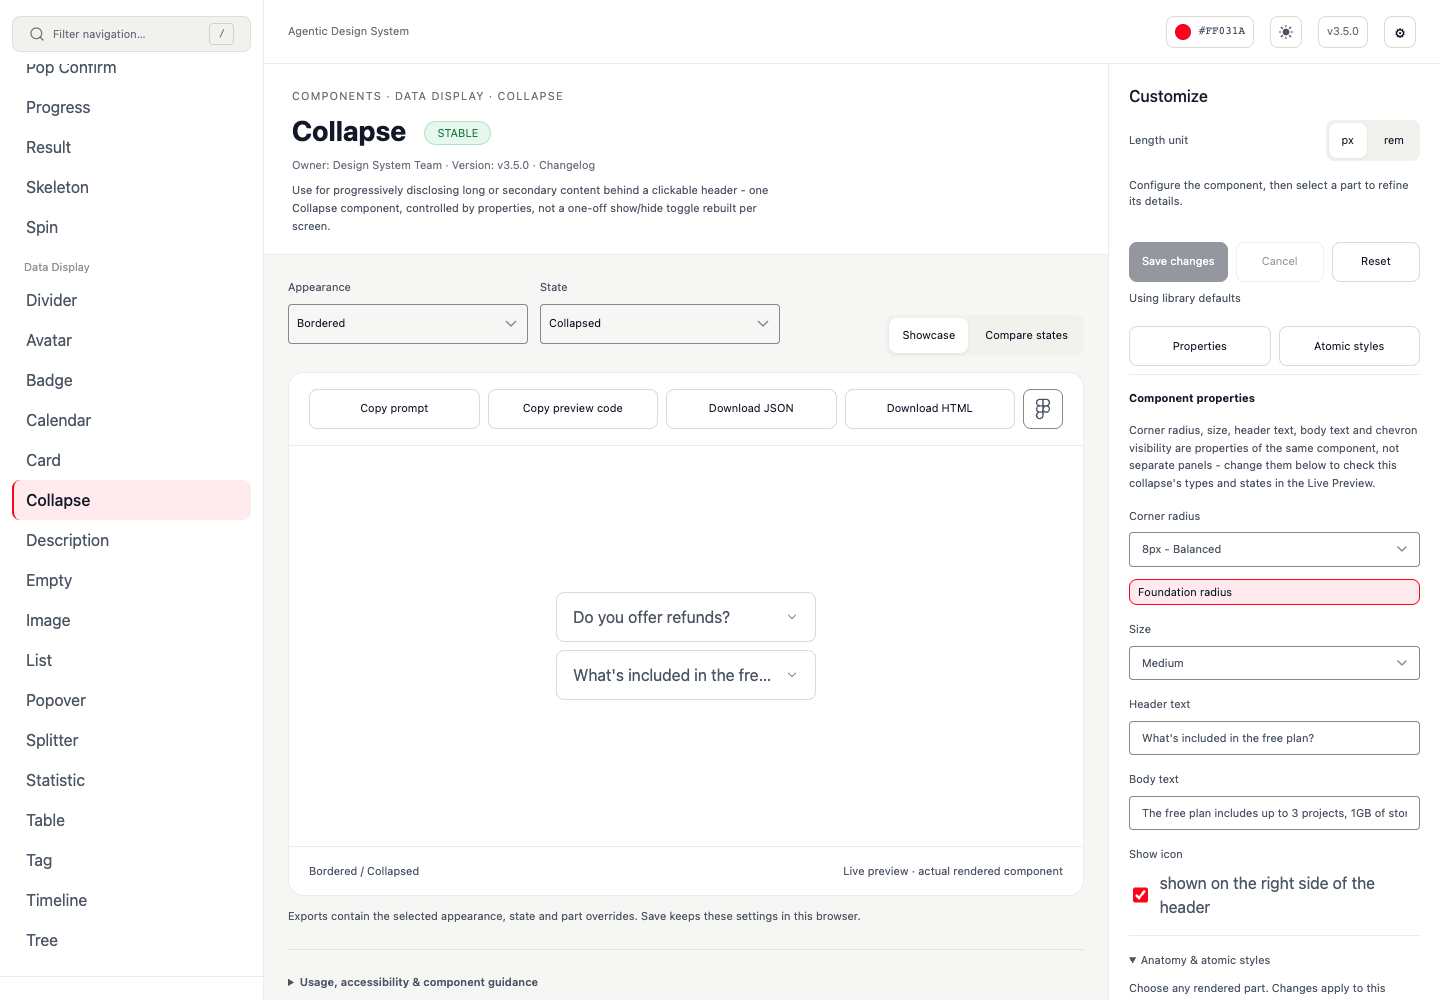 Filter navigation...
/
Pop Confirm
Progress
Result
Skeleton
Spin
Data Display
Divider
Avatar
Badge
Calendar
Card
Collapse
Description
Empty
Image
List
Popover
Splitter
Statistic
Table
Tag
Timeline
Tree
Agentic Design System
#FF031A
v3.5.0
COMPONENTS · DATA DISPLAY · COLLAPSE
Collapse
STABLE
Owner: Design System Team · Version: v3.5.0 · Changelog
Use for progressively disclosing long or secondary content behind a clickable header - one
Collapse component, controlled by properties, not a one-off show/hide toggle rebuilt per
screen.
Appearance
State
Bordered
Collapsed
Showcase
Compare states
Copy prompt
Copy preview code
Download JSON
Download HTML
Do you offer refunds?
What's included in the fre...
Bordered / Collapsed
Live preview · actual rendered component
Exports contain the selected appearance, state and part overrides. Save keeps these settings in this browser.
Usage, accessibility & component guidance
Customize
Length unit
px
rem
Configure the component, then select a part to refine
its details.
Save changes
Cancel
Reset
Using library defaults
Properties
Atomic styles
Component properties
Corner radius, size, header text, body text and chevron
visibility are properties of the same component, not
separate panels - change them below to check this
collapse's types and states in the Live Preview.
Corner radius
8px - Balanced
Foundation radius
Size
Medium
Header text
What's included in the free plan?
Body text
The free plan includes up to 3 projects, 1GB of stor
Show icon
shown on the right side of the
header
Anatomy & atomic styles
Choose any rendered part. Changes apply to this